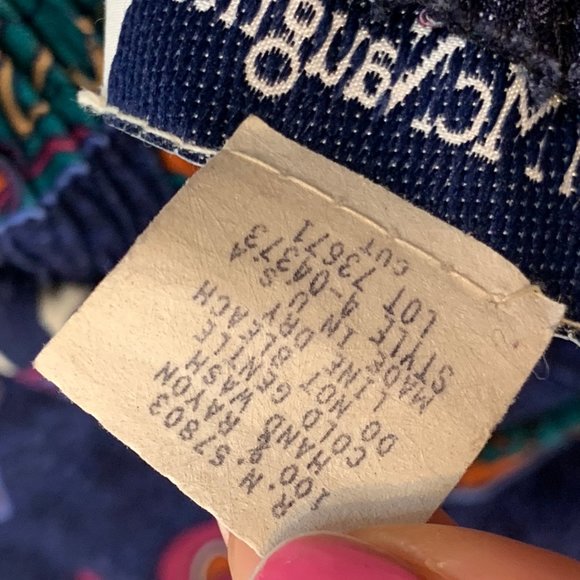 R.N. 57803
100.% RAYON
HAND WASH
COLD GENTLE
DO NOT BLEACH
LINE DRY
MADE IN U S A
STYLE 4-04373
LOT 73671
CUT